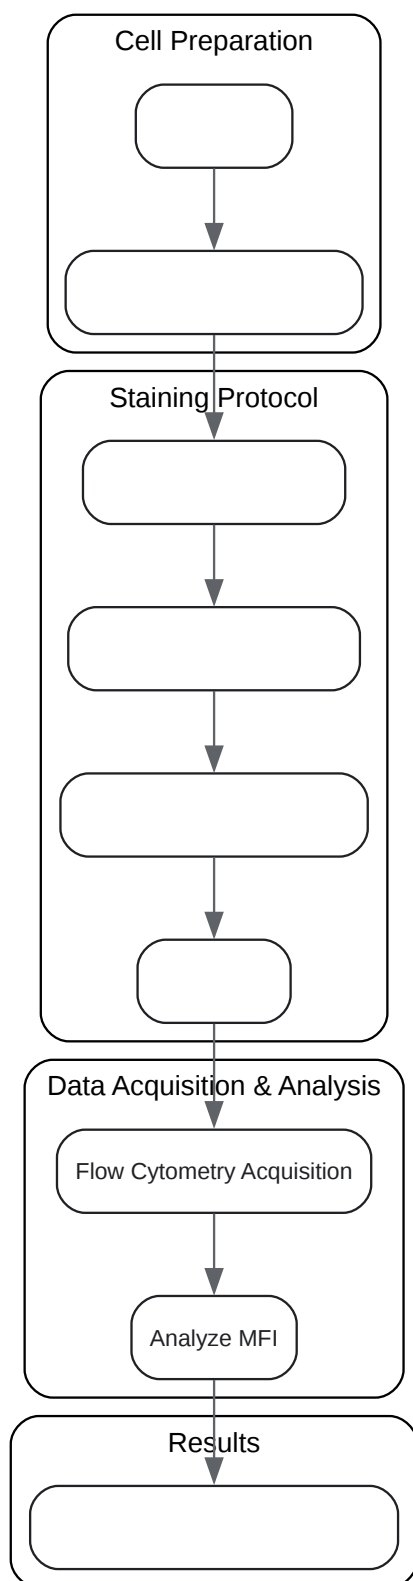 Cell Preparation
Staining Protocol
Data Acquisition & Analysis
Flow Cytometry Acquisition
Analyze MFI
Results